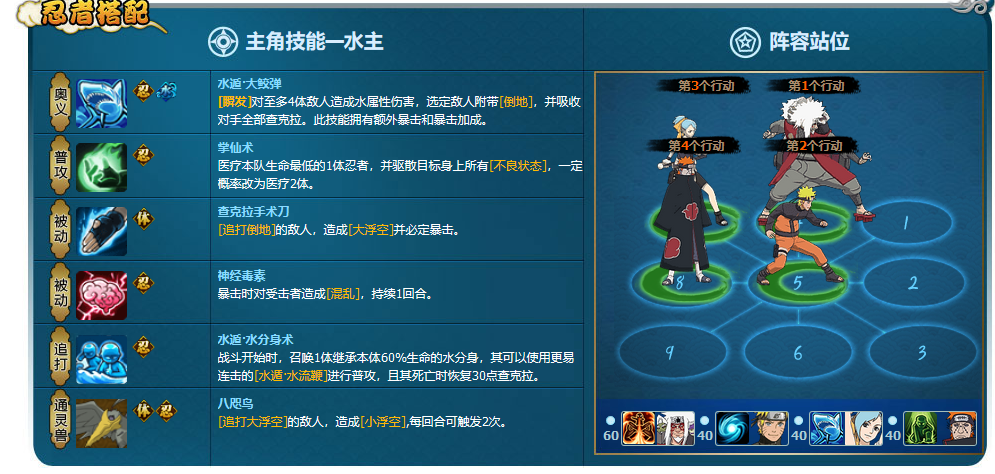 忍者搭配
主角技能—水主
阵容站位
奥义
忍
水
水遁·大鲛弹
[瞬发]对至多4体敌人造成水属性伤害，选定敌人附带[倒地]，并吸收
对手全部查克拉。此技能拥有额外暴击和暴击加成。
普攻
忍
掌仙术
医疗本队生命最低的1体忍者，并驱散目标身上所有[不良状态]，一定
概率改为医疗2体。
被动
体
查克拉手术刀
[追打倒地]的敌人，造成[大浮空]并必定暴击。
被动
忍
神经毒素
暴击时对受击者造成[混乱]，持续1回合。
追打
忍
水遁·水分身术
战斗开始时，召唤1体继承本体60%生命的水分身，其可以使用更易
连击的[水遁·水流鞭]进行普攻，且其死亡时恢复30点查克拉。
通灵兽
体
忍
八咫鸟
[追打大浮空]的敌人，造成[小浮空],每回合可触发2次。
第3个行动
第1个行动
第4个行动
第2个行动
1
8
5
2
9
6
3
60
40
40
40